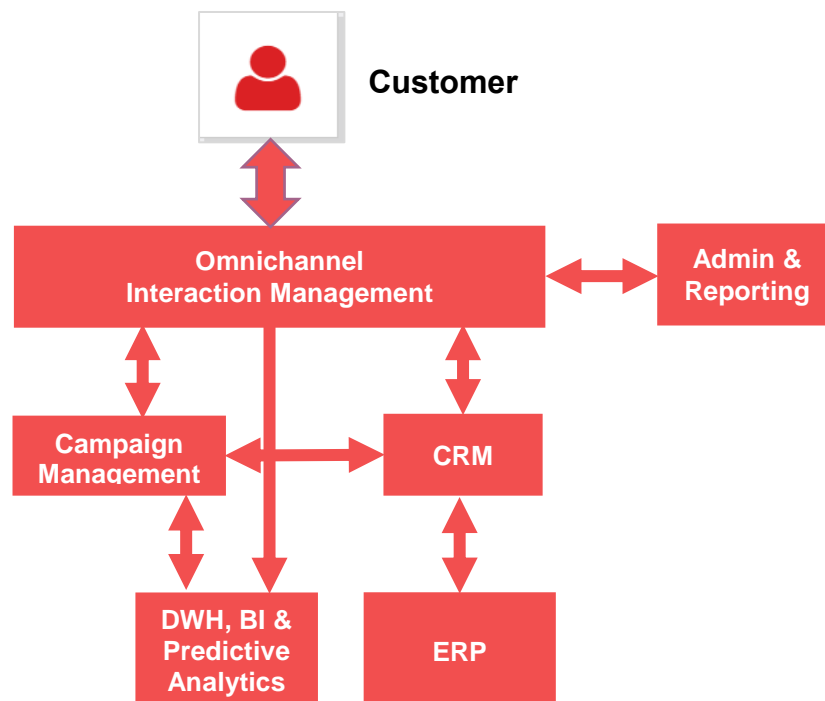 Customer
Omnichannel
Interaction Management
Admin &
Reporting
Campaign
Management
CRM
DWH, BI &
Predictive
Analytics
ERP